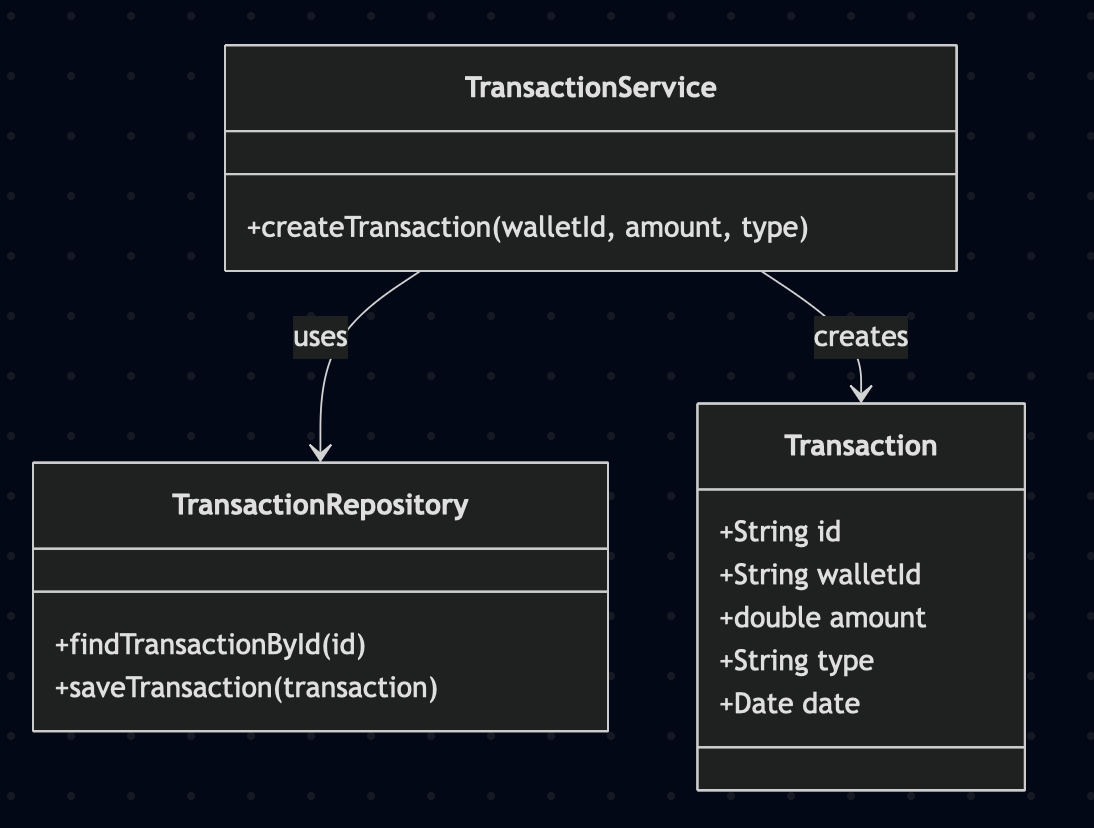 TransactionService
+createTransaction(walletId, amount, type)
uses
creates
TransactionRepository
+findTransactionById(id)
+saveTransaction(transaction)
Transaction
+String id
+String walletId
+double amount
+String type
+Date date